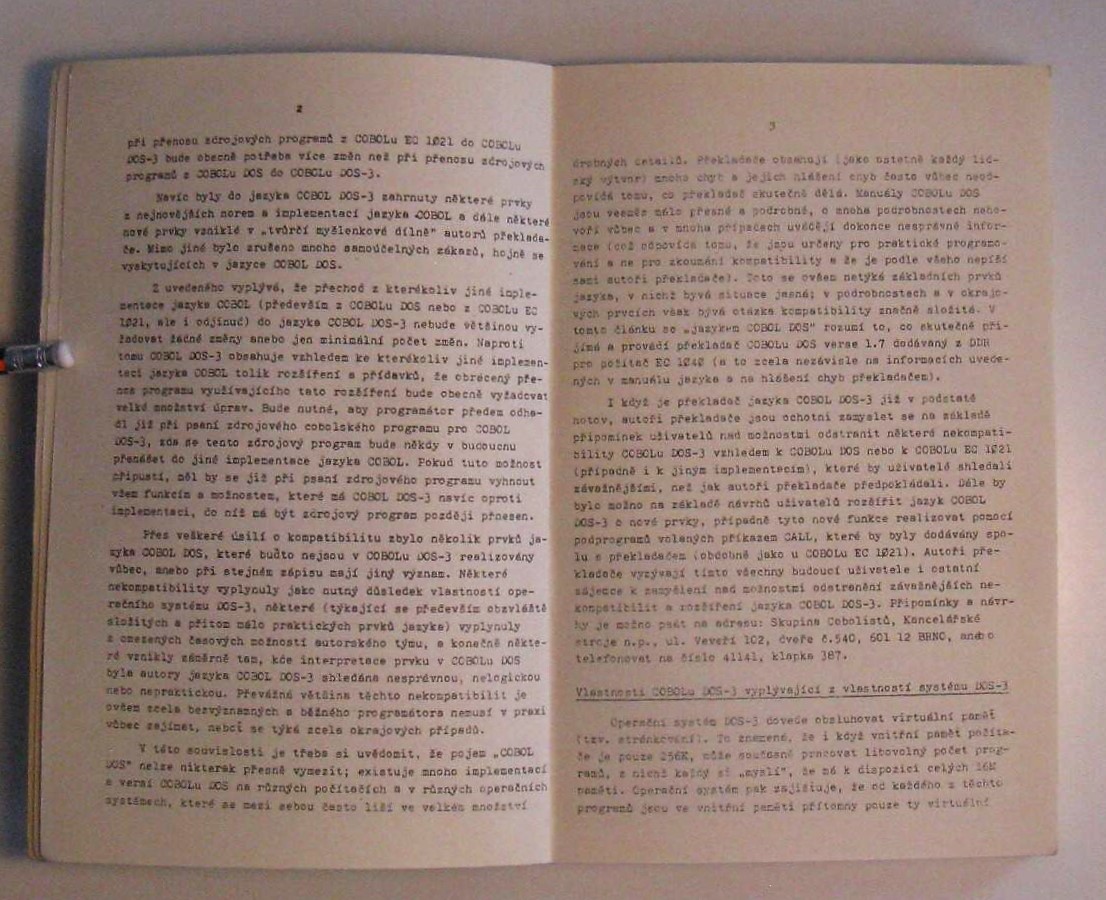 2
při přenosu zdrojových programů z COBOLu EC 1Ø21 do COBOLu
DOS-3 bude obecně potřeba více změn než při přenosu zdrojových
programů z COBOLu DOS do COBOLu DOS-3.
Navíc byly do jazyka COBOL DOS-3 zahrnuty některé prvky
z nejnovějších norem a implementací jazyka COBOL a dále některé
nové prvky vzniklé v „tvůrčí myšlenkové dílně" autorů překlada-
če. Mimo jiné bylo zrušeno mnoho samoúčelných zákazů, hojně se
vyskytujících v jazyce COBOL DOS.
Z uvedeného vyplývá, že přechod z kterékoliv jiné imple-
mentace jazyka COBOL (především z COBOLu DOS nebo z COBOLu EC
1Ø21, ale i odjinud) do jazyka COBOL DOS-3 nebude většinou vy-
žadovat žádné změny anebo jen minimální počet změn. Naproti
tomu COBOL DOS-3 obsahuje vzhledem ke kterékoliv jiné implemen-
taci jazyka COBOL tolik rozšíření a přídavků, že obrácený pře-
nos programu využívajícího tato rozšíření bude obecně vyžadovat
velké množství úprav. Bude nutné, aby programátor předem odha-
dl již při psaní zdrojového cobolského programu pro COBOL
DOS-3, zda se tento zdrojový program bude někdy v budoucnu
přenášet do jiné implementace jazyka COBOL. Pokud tuto možnost
připustí, měl by se již při psaní zdrojového programu vyhnout
všem funkcím a možnostem, které má COBOL DOS-3 navíc oproti
implementaci, do níž má být zdrojový program později přnesen.
Přes veškeré úsilí o kompatibilitu zbylo několik prvků ja-
zyka COBOL DOS, které buďto nejsou v COBOLu DOS-3 realizovány
vůbec, anebo při stejném zápisu mají jiný význam. Některé
nekompatibility vyplynuly jako nutný důsledek vlastností ope-
račního systému DOS-3, některé (týkající se především obzvláště
složitých a přitom málo praktických prvků jazyka) vyplynuly
z omezených časových možností autorského týmu, a konečně někte-
ré vznikly záměrně tam, kde interpretace prvku v COBOLu DOS
byla autory jazyka COBOL DOS-3 shledána nesprávnou, nelogickou
nebo nepraktickou. Převážná většina těchto nekompatibilit je
ovšem zcela bezvýznamných a běžného programátora nemusí v praxi
vůbec zajímat, neboť se týká zcela okrajových případů.
V této souvislosti je třeba si uvědomit, že pojem „COBOL
DOS" nelze nikterak přesně vymezit; existuje mnoho implementací
a verzí COBOLu DOS na různých počítačích a v různých operačních
systémech, které se mezi sebou často liší ve velkém množství
3
drobných detailů. Překladače obsahují (jako ostatně každý lid-
ský výtvor) mnoho chyb a jejich hlášení chyb často vůbec neod-
povídá tomu, co překladač skutečně dělá. Manuály COBOLu DOS
jsou vesměs málo přesné a podrobné, o mnoha podrobnostech neho-
voří vůbec a v mnoha případech uvádějí dokonce nesprávné infor-
mace (což odpovídá tomu, že jsou určeny pro praktické programo-
vání a ne pro zkoumání kompatibility a že je podle všeho nepíší
sami autoři překladače). Toto se ovšem netýká základních prvků
jazyka, v nichž bývá situace jasná; v podrobnostech a v okrajo-
vých prvcích však bývá otázka kompatibility značně složitá. V
tomto článku se „jazykem COBOL DOS" rozumí to, co skutečně při-
jímá a provádí překladač COBOLu DOS verse 1.7 dodávaný z DDR
pro počítač EC 1Ø4Ø (a to zcela nezávisle na informacích uvede-
ných v manuálu jazyka a na hlášení chyb překladačem).
I když je překladač jazyka COBOL DOS-3 již v podstatě
hotov, autoři překladače jsou ochotni zamyslet se na základě
připomínek uživatelů nad možnostmi odstranit některé nekompati-
bility COBOLu DOS-3 vzhledem k COBOLu DOS nebo k COBOLu EC 1Ø21
(případně i k jiným implementacím), které by uživatelé shledali
závažnějšími, než jak autoři překladače předpokládali. Dále by
bylo možno na základě návrhů uživatelů rozšířit jazyk COBOL
DOS-3 o nové prvky, případně tyto nové funkce realizovat pomocí
podprogramů volaných příkazem CALL, které by byly dodávány spo-
lu s překladačem (obdobně jako u COBOLu EC 1Ø21). Autoři pře-
kladače vyzývají tímto všechny budoucí uživatele i ostatní
zájemce k zamyšlení nad možnostmi odstranění závažnějších ne-
kompatibilit a rozšíření jazyka COBOL DOS-3. Připomínky a návr-
hy je možno psát na adresu: Skupina Cobolistů, Kancelářské
stroje n.p., ul. Veveří 102, dveře č.540, 601 12 BRNO, anebo
telefonovat na číslo 41141, klapka 387.
Vlastnosti COBOLu DOS-3 vyplývající z vlastností systému DOS-3
Operační systém DOS-3 dovede obsluhovat virtuální paměť
(tzv. stránkování). To znamená, že i když vnitřní paměť počíta-
če je pouze 256K, může současně pracovat libovolný počet prog-
ramů, z nichž každý si „myslí", že má k dispozici celých 16M
paměti. Operační systém pak zajišťuje, že od každého z těchto
programů jsou ve vnitřní paměti přítomny pouze ty virtuální